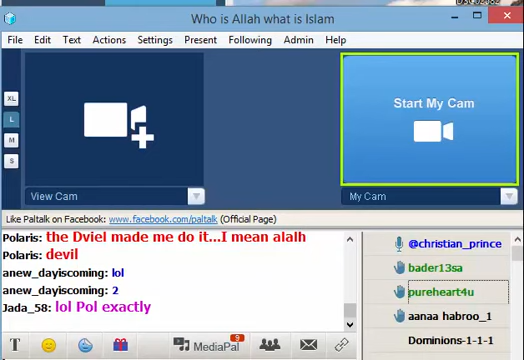 Who is Allah what is Islam
File Edit Text Actions Settings Present Following Admin Help
XL
L
M
S
Start My Cam
View Cam
My Cam
Like Paltalk on Facebook: www.facebook.com/paltalk (Official Page)
Polaris: the Dviel made me do it...I mean alalh
Polaris: devil
anew_dayiscoming: lol
anew_dayiscoming: 2
Jada_58: lol Pol exactly
@christian_prince
bader13sa
pureheart4u
aanaa habroo_1
Dominions-1-1-1
T
MediaPal
9